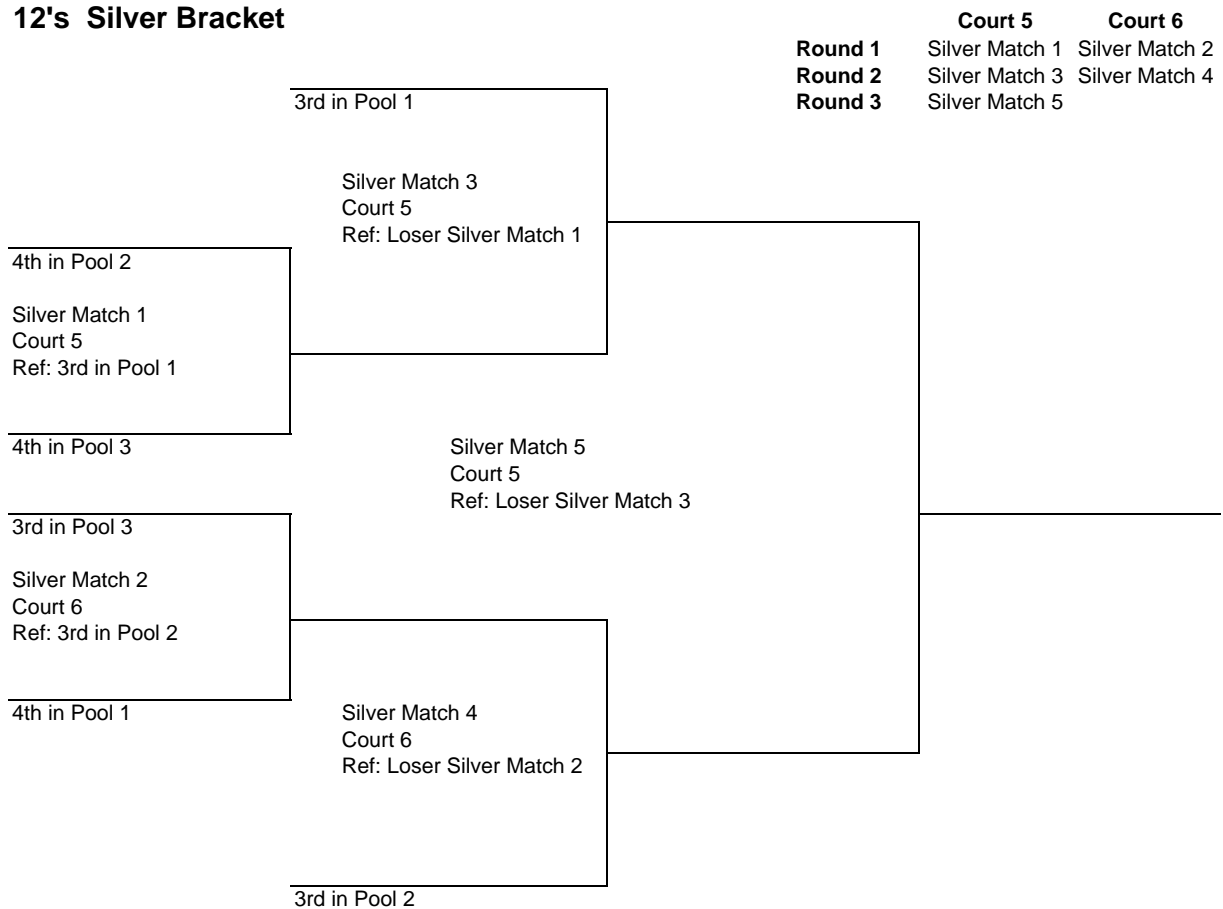 12's Silver Bracket
Court 5 Court 6
Round 1 Silver Match 1 Silver Match 2
Round 2 Silver Match 3 Silver Match 4
Round 3 Silver Match 5
3rd in Pool 1
Silver Match 3
Court 5
Ref: Loser Silver Match 1
4th in Pool 2
Silver Match 1
Court 5
Ref: 3rd in Pool 1
4th in Pool 3
Silver Match 5
Court 5
Ref: Loser Silver Match 3
3rd in Pool 3
Silver Match 2
Court 6
Ref: 3rd in Pool 2
4th in Pool 1
Silver Match 4
Court 6
Ref: Loser Silver Match 2
3rd in Pool 2